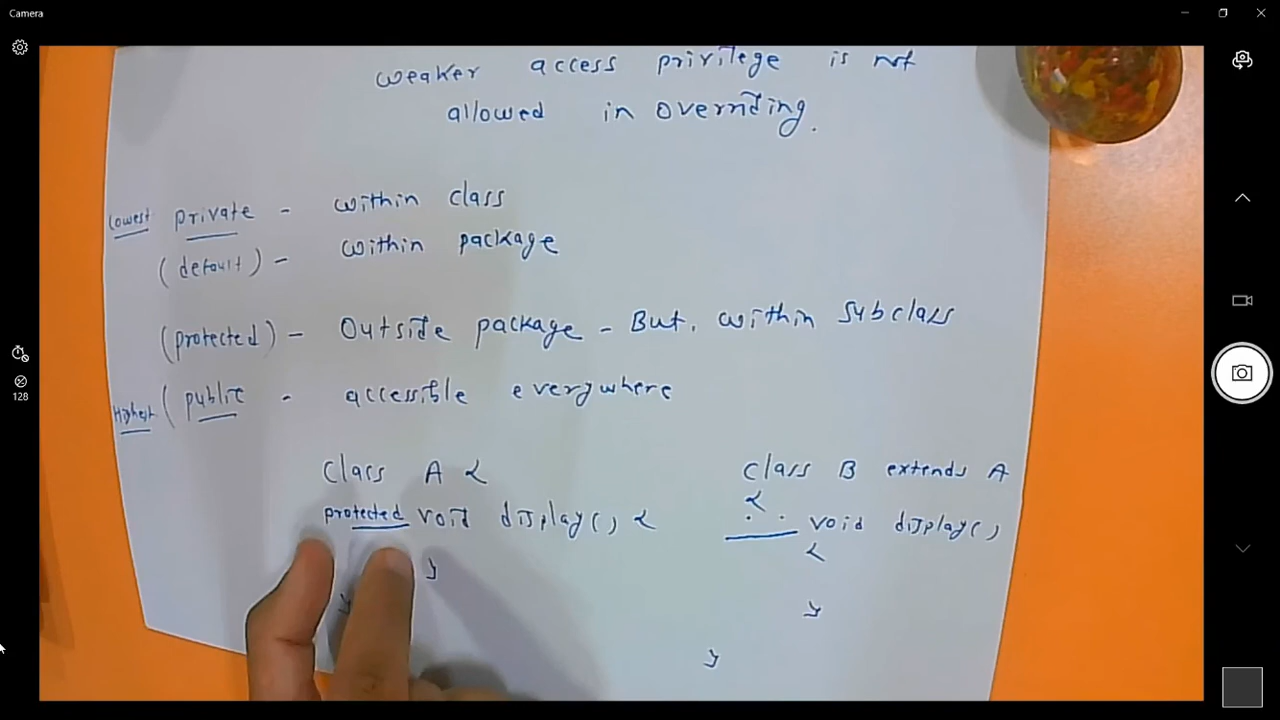 Camera
weaker access privilege is not
allowed in overriding.
Lowest private - within class
(default) - within package
(protected) - Outside package - But, within subclass
Highest (public - accessible everywhere
Class A {
protected void display() {
}
}
class B extends A
{
.. void display()
{
}
}
128